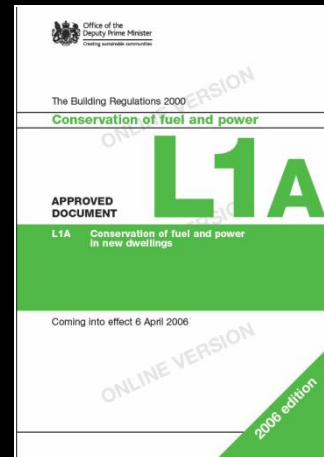 Office of the
Deputy Prime Minister
Creating sustainable communities
ONLINE VERSION
The Building Regulations 2000
Conservation of fuel and power
L1A
APPROVED
DOCUMENT
L1A Conservation of fuel and power
in new dwellings
Coming into effect 6 April 2006
ONLINE VERSION
2006 edition